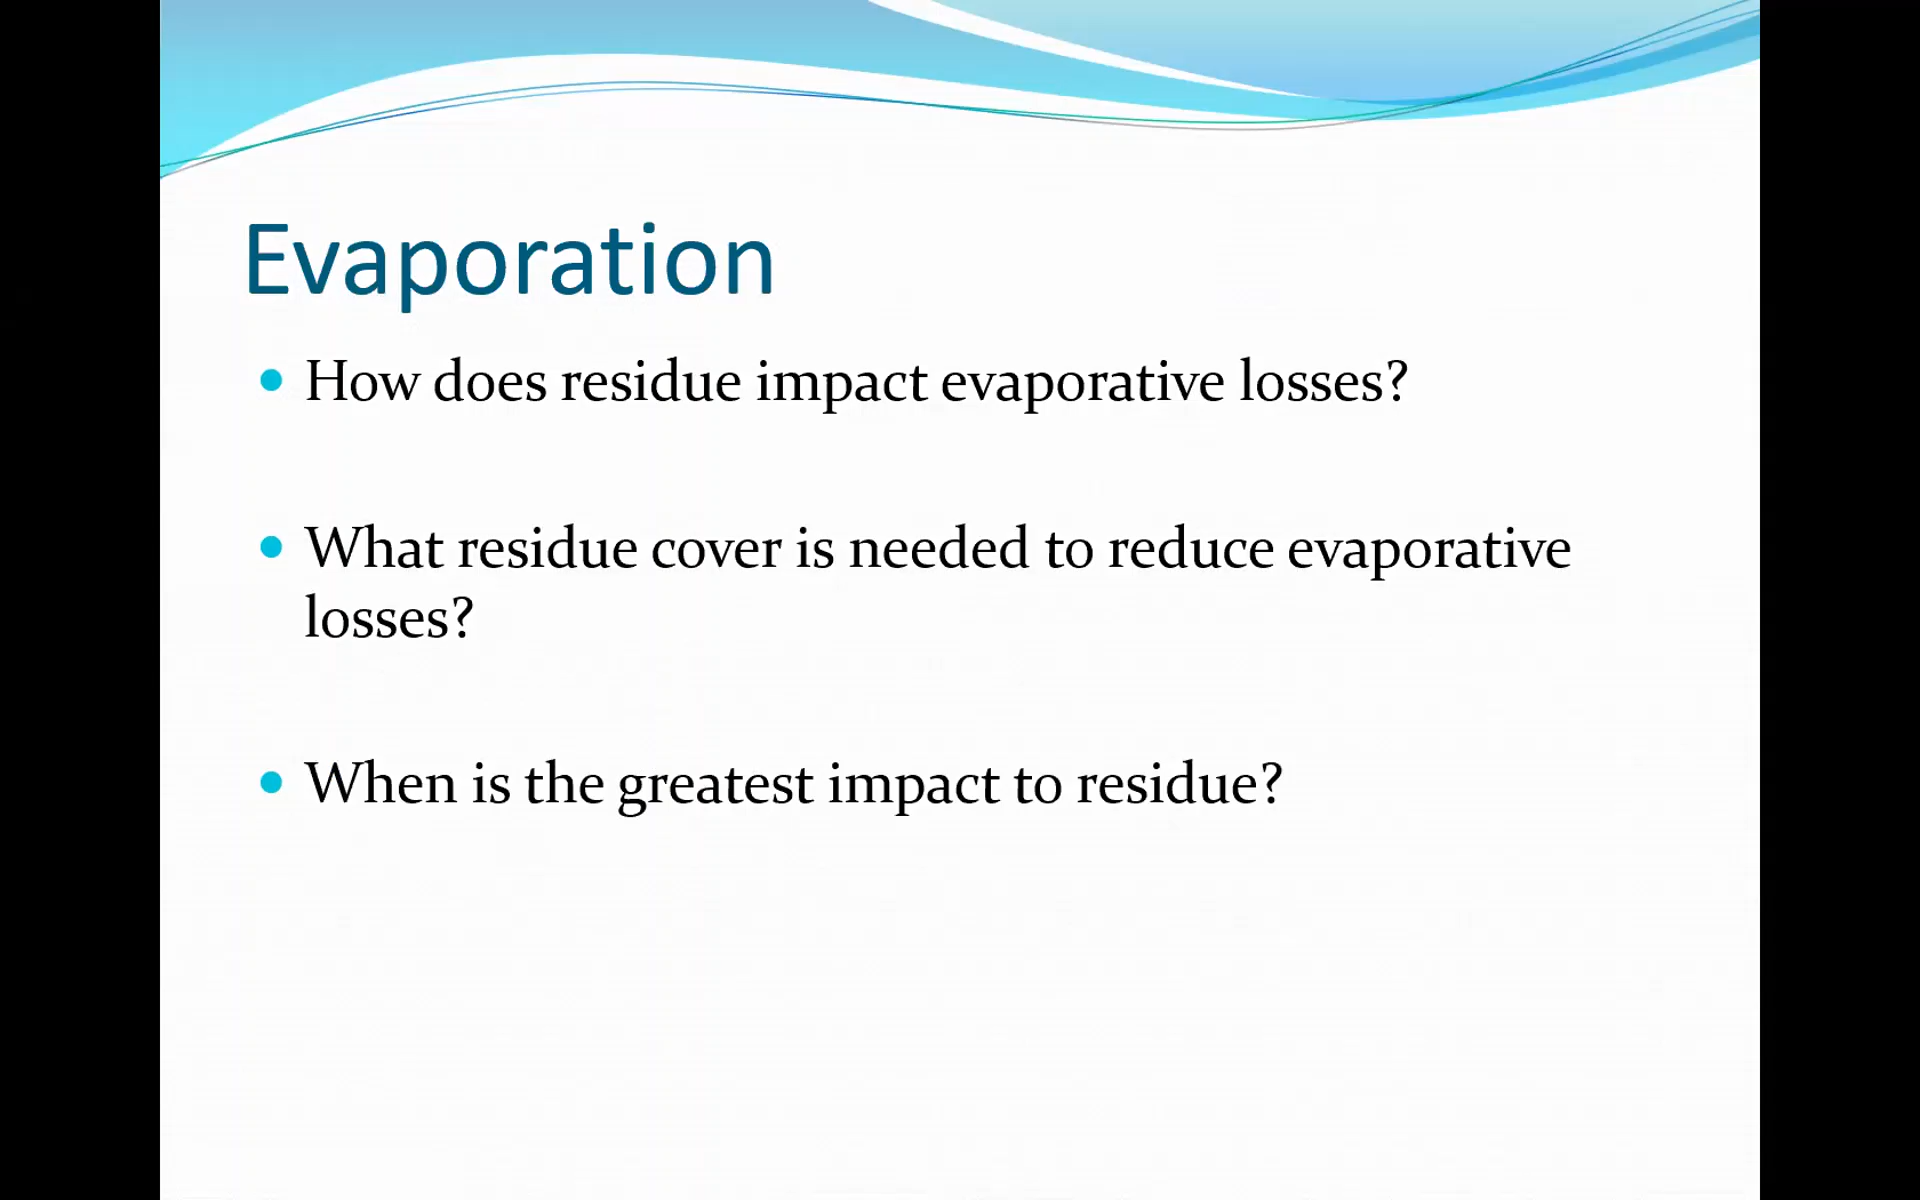 Evaporation
• How does residue impact evaporative losses?
• What residue cover is needed to reduce evaporative
losses?
• When is the greatest impact to residue?